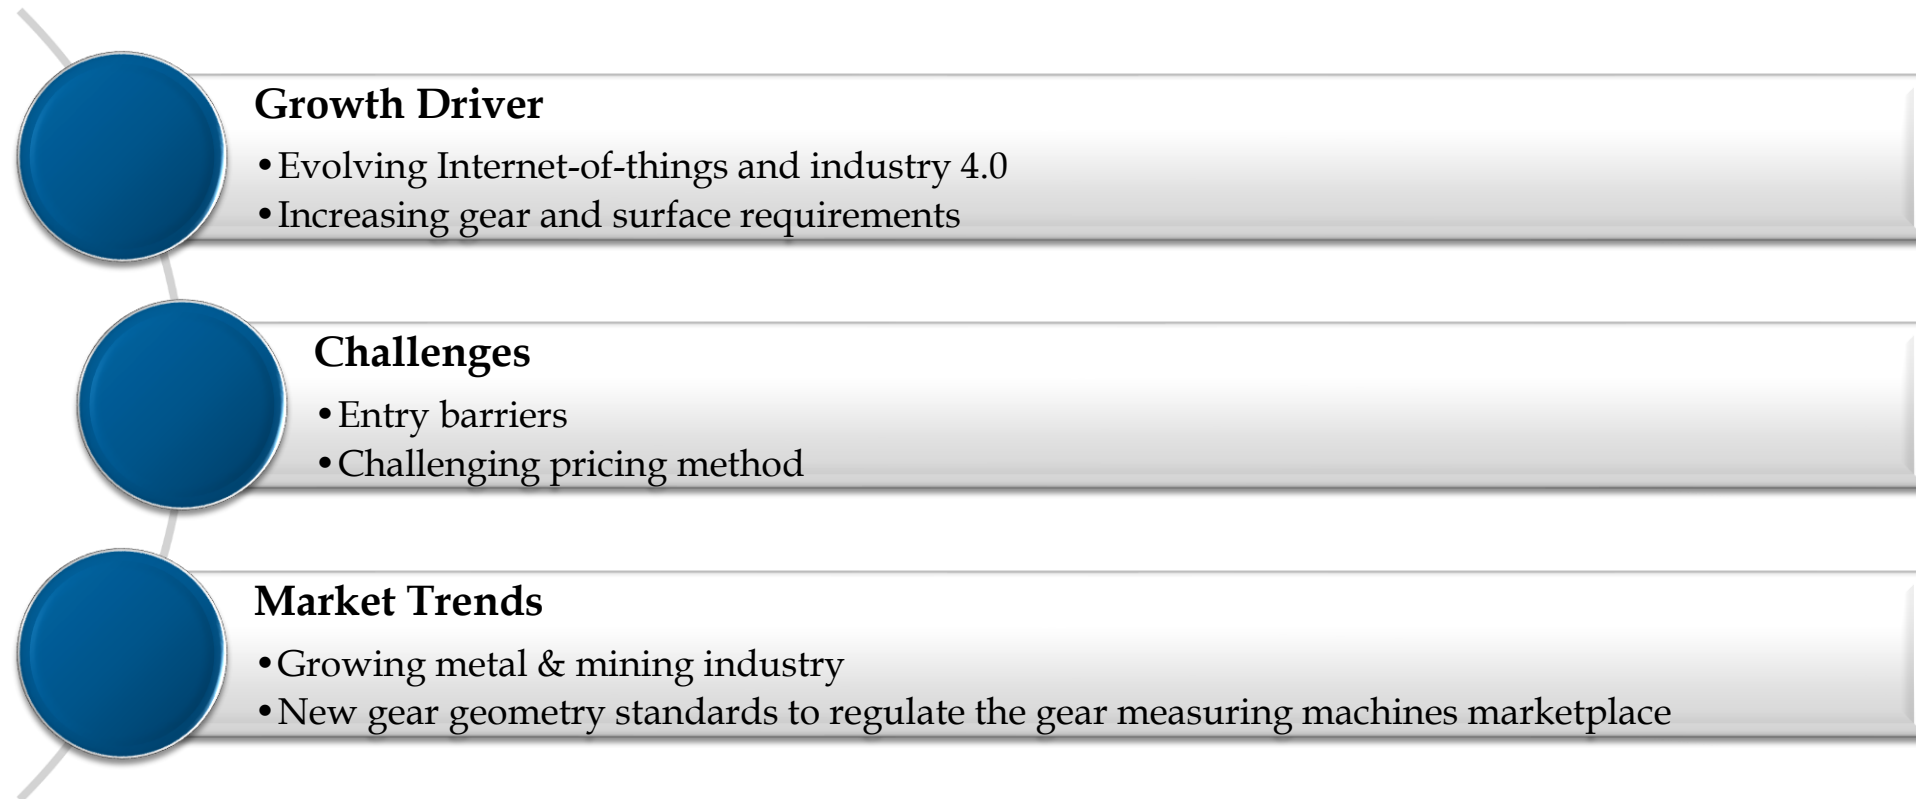 Growth Driver
•Evolving Internet-of-things and industry 4.0
•Increasing gear and surface requirements
Challenges
•Entry barriers
•Challenging pricing method
Market Trends
•Growing metal & mining industry
•New gear geometry standards to regulate the gear measuring machines marketplace